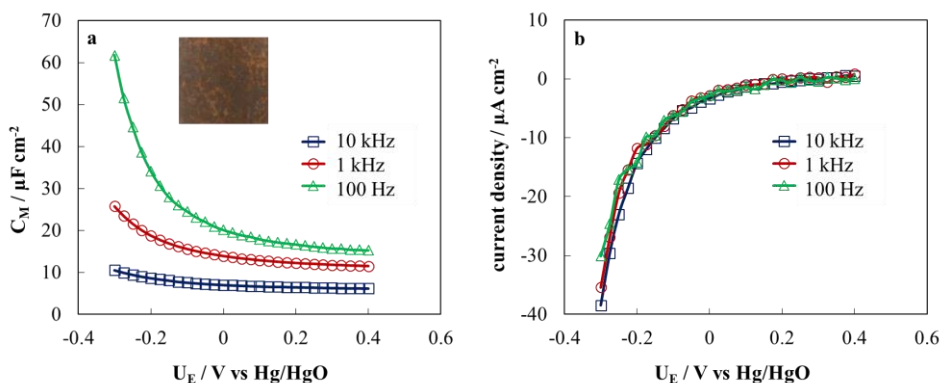 a
70
60
50
40
30
20
10
0
-0.4
-0.2
0
0.2
0.4
0.6
C_M / µF cm⁻²
U_E / V vs Hg/HgO
10 kHz
1 kHz
100 Hz
b
10
0
-10
-20
-30
-40
-0.4
-0.2
0
0.2
0.4
0.6
current density / µA cm⁻²
U_E / V vs Hg/HgO
10 kHz
1 kHz
100 Hz